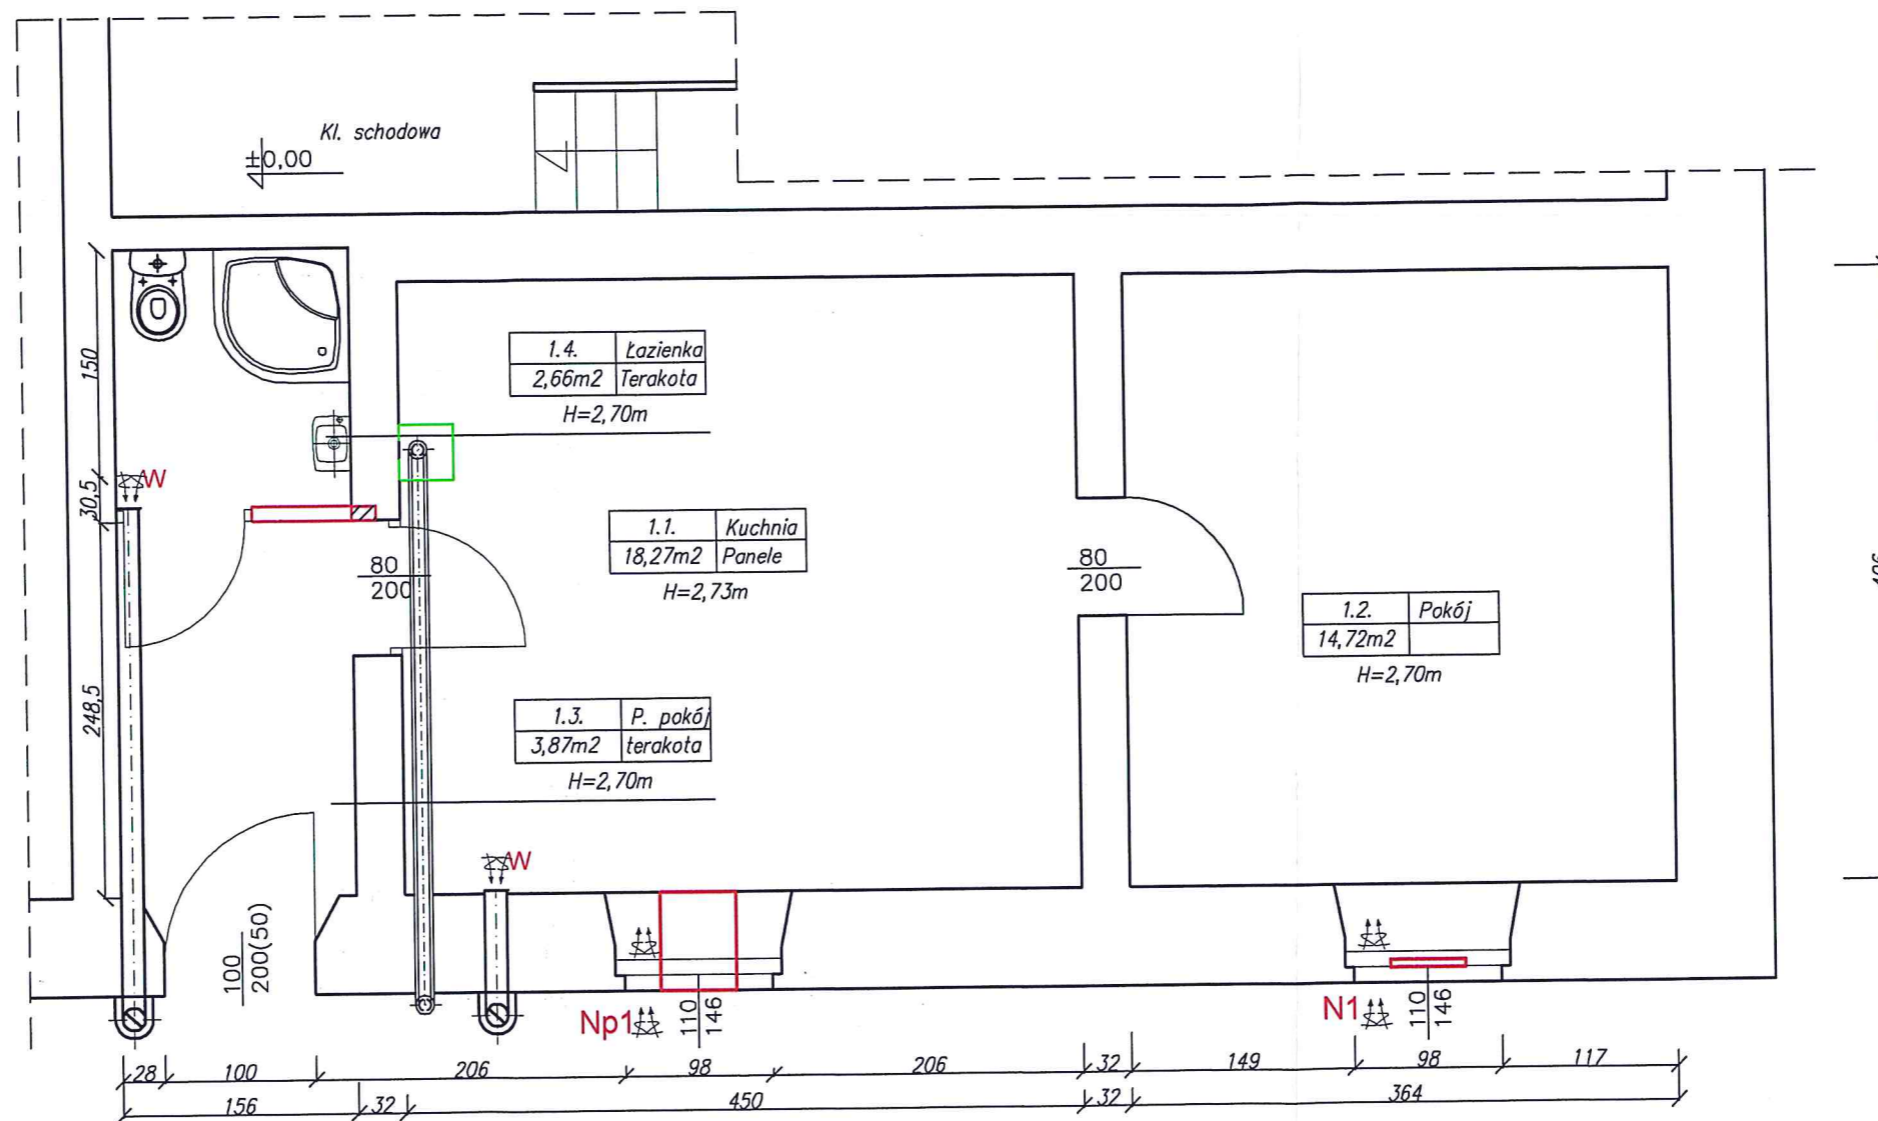 Kl. schodowa
±0,00
1.4. Łazienka
2,66m2 Terakota
H=2,70m
150
30,5
248,5
W
80
200
1.1. Kuchnia
18,27m2 Panele
H=2,73m
80
200
1.2. Pokój
14,72m2
H=2,70m
1.3. P. pokój
3,87m2 terakota
H=2,70m
W
100
200(50)
Np1
110
146
N1
110
146
28 100 206 98 206 32 149 98 117
156 32 450 32 364